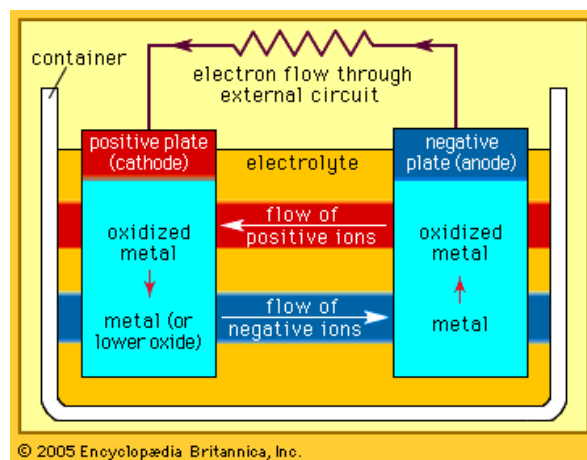 container
electron flow through
external circuit
positive plate
(cathode)
electrolyte
negative
plate (anode)
flow of
positive ions
oxidized
metal
metal (or
lower oxide)
flow of
negative ions
oxidized
metal
metal
© 2005 Encyclopædia Britannica, Inc.